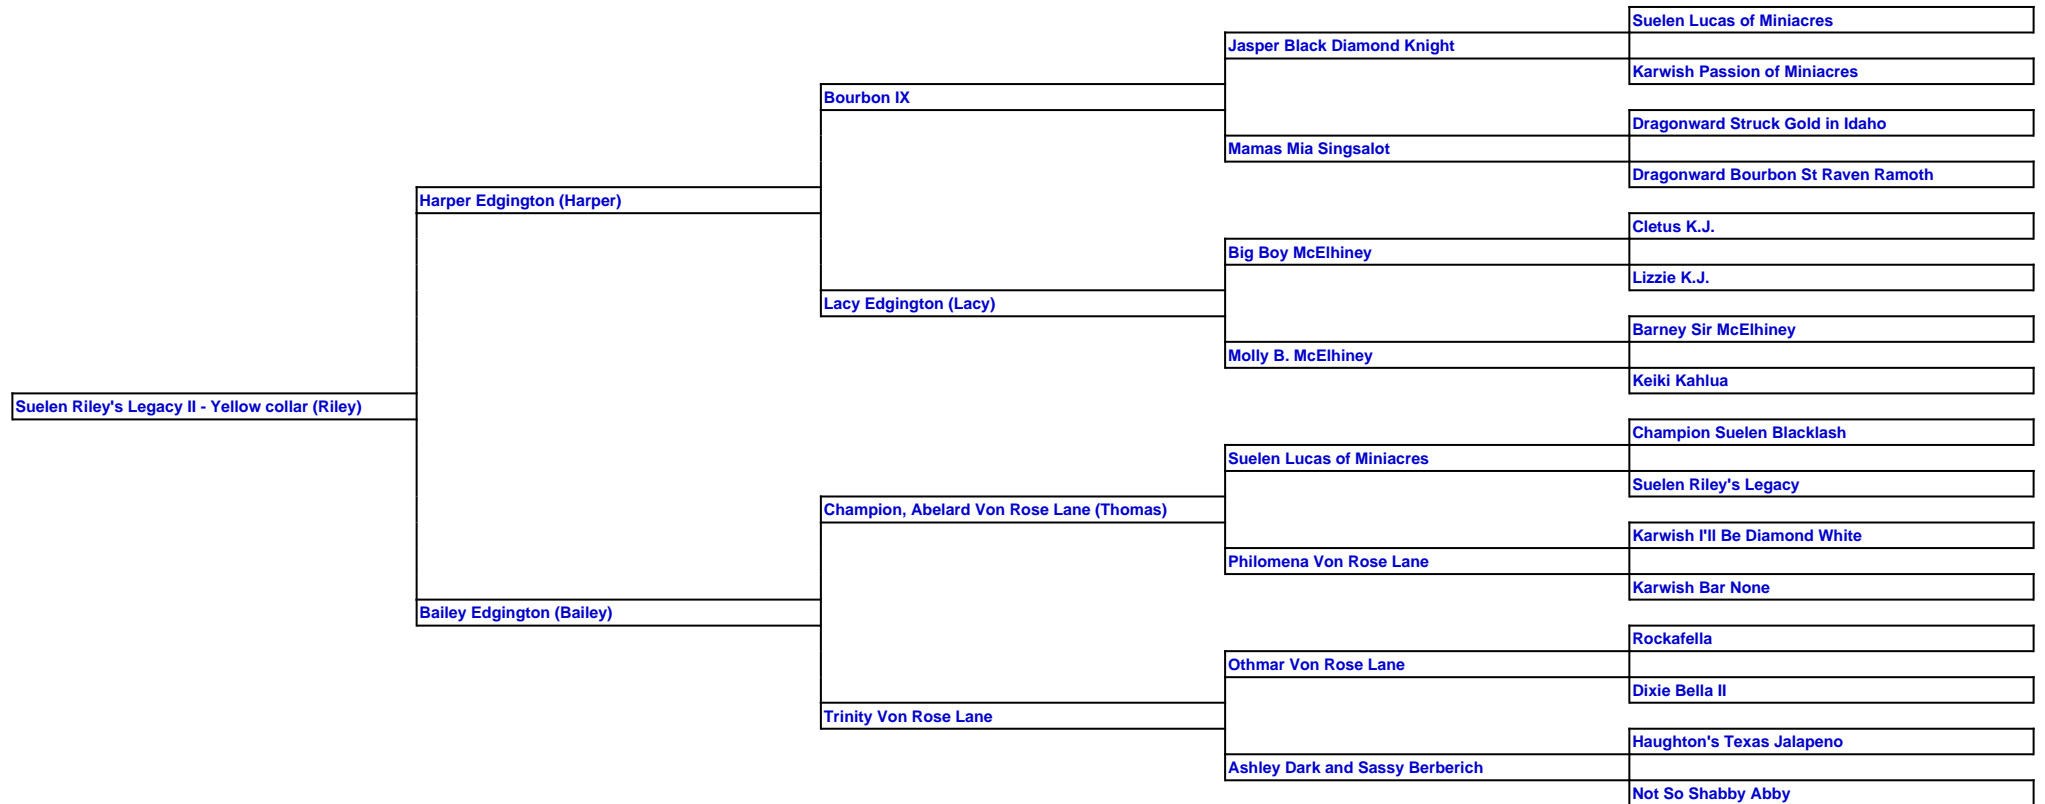 Suelen Lucas of Miniacres
Jasper Black Diamond Knight
Karwish Passion of Miniacres
Bourbon IX
Dragonward Struck Gold in Idaho
Mamas Mia Singsalot
Dragonward Bourbon St Raven Ramoth
Harper Edgington (Harper)
Cletus K.J.
Big Boy McElhiney
Lizzie K.J.
Lacy Edgington (Lacy)
Barney Sir McElhiney
Molly B. McElhiney
Keiki Kahlua
Suelen Riley's Legacy II - Yellow collar (Riley)
Champion Suelen Blacklash
Suelen Lucas of Miniacres
Suelen Riley's Legacy
Champion, Abelard Von Rose Lane (Thomas)
Karwish I'll Be Diamond White
Philomena Von Rose Lane
Karwish Bar None
Bailey Edgington (Bailey)
Rockafella
Othmar Von Rose Lane
Dixie Bella II
Trinity Von Rose Lane
Haughton's Texas Jalapeno
Ashley Dark and Sassy Berberich
Not So Shabby Abby